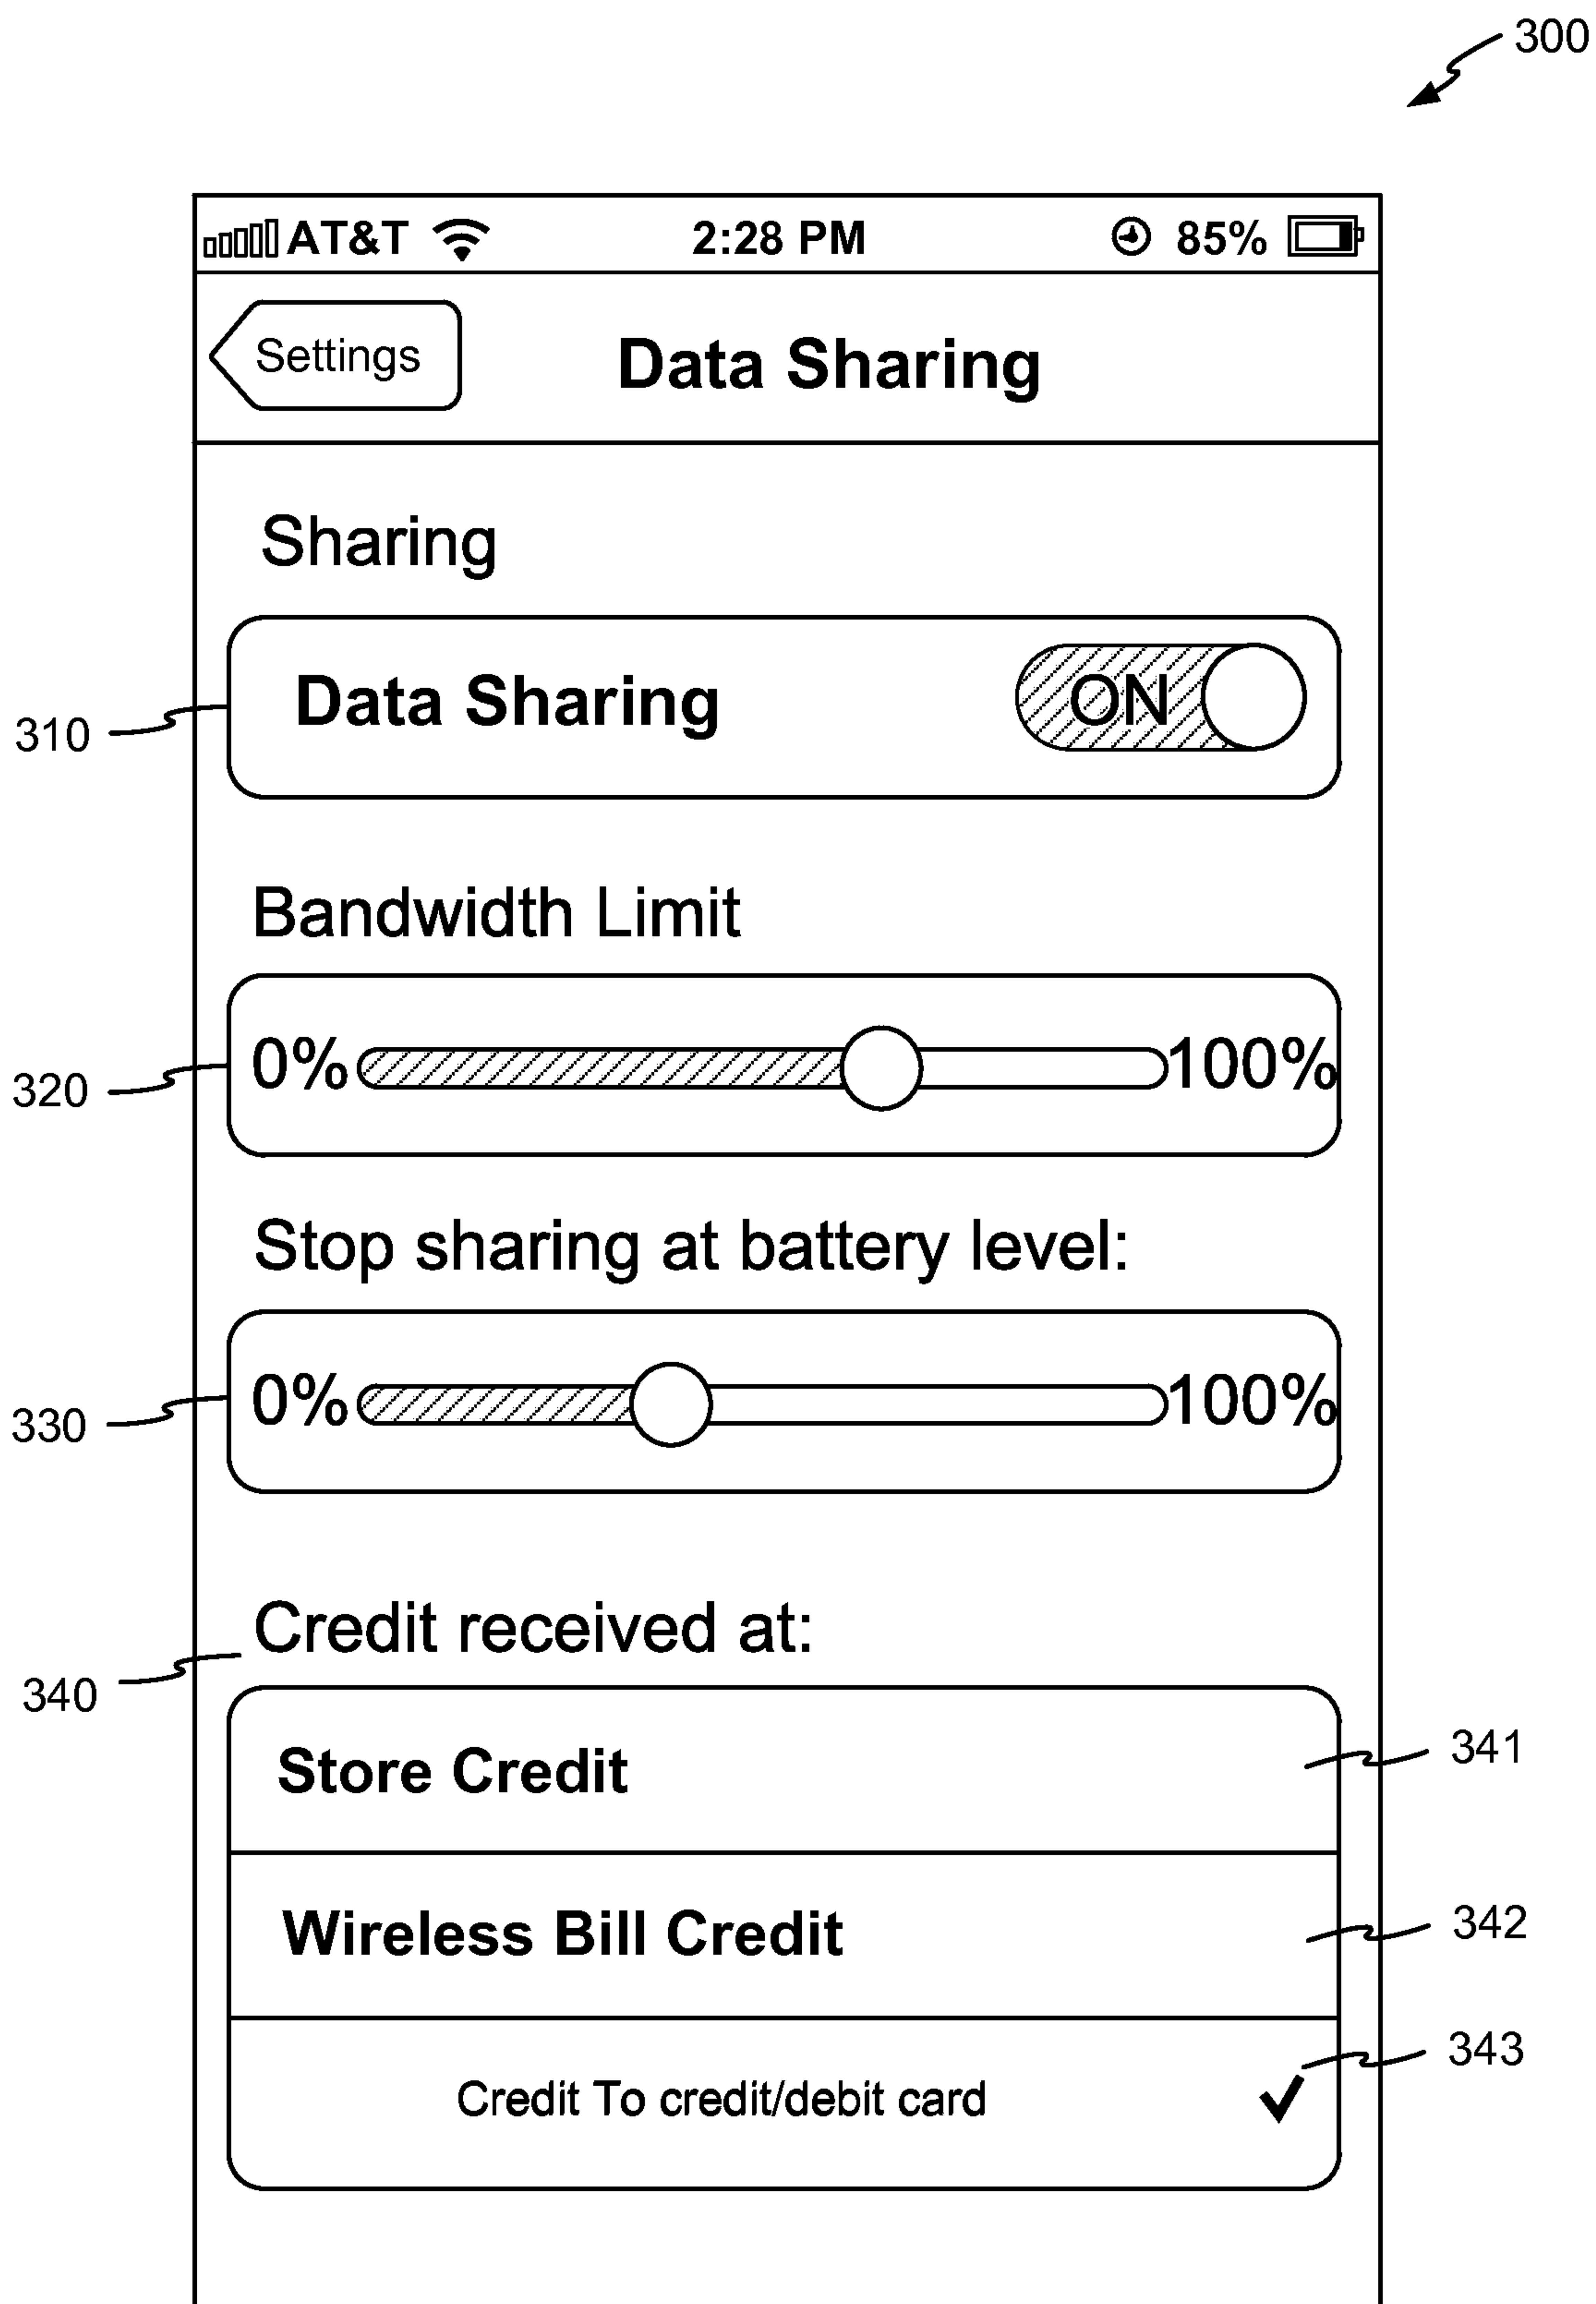 300
AT&T 2:28 PM 85%
Settings Data Sharing
Sharing
310 Data Sharing ON
Bandwidth Limit
320 0% 100%
Stop sharing at battery level:
330 0% 100%
Credit received at:
340
Store Credit 341
Wireless Bill Credit 342
343
Credit To credit/debit card